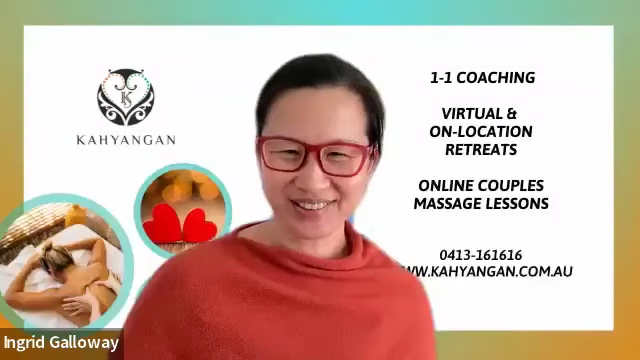 KAHYANGAN
1-1 COACHING
VIRTUAL &
ON-LOCATION
RETREATS
ONLINE COUPLES
MASSAGE LESSONS
0413-161616
WW.KAHYANGAN.COM.AU
Ingrid Galloway